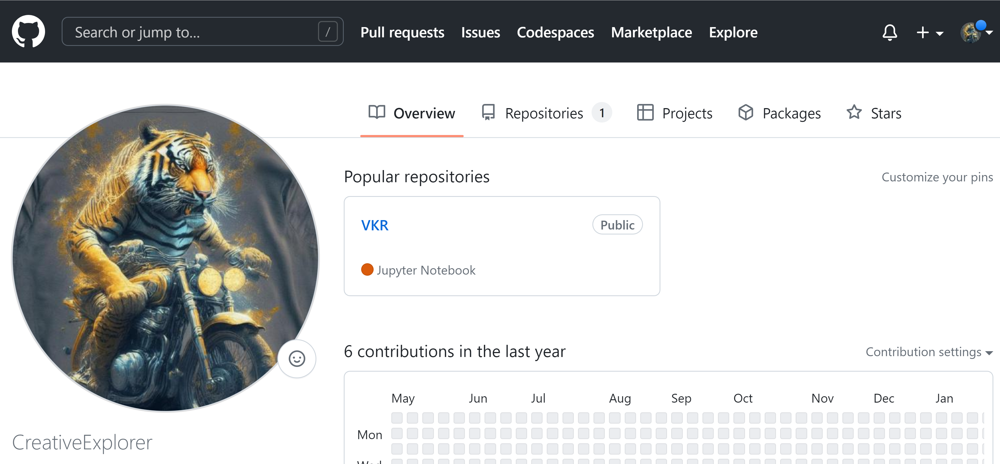 Search or jump to... /
Pull requests Issues Codespaces Marketplace Explore
Overview Repositories 1 Projects Packages Stars
Popular repositories Customize your pins
VKR Public
Jupyter Notebook
6 contributions in the last year Contribution settings
May Jun Jul Aug Sep Oct Nov Dec Jan
Mon
Wed
CreativeExplorer